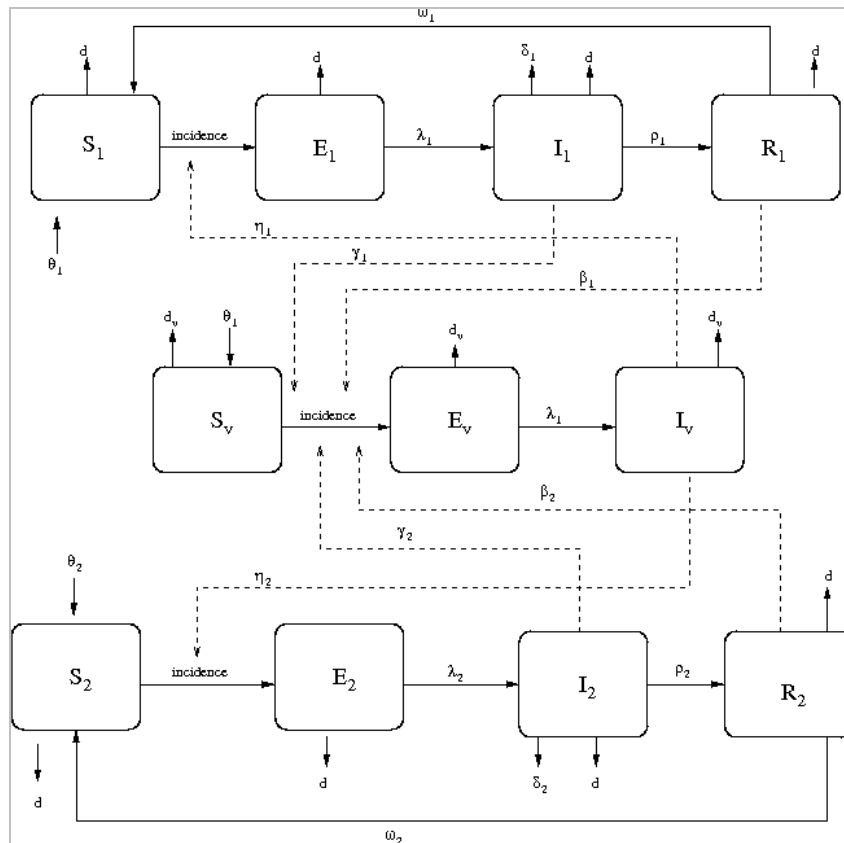 ω₁
d
δ₁ d
d
S₁ incidence E₁ λ₁ I₁ ρ₁ R₁
η₁
θ₁
γ₁
β₁
dᵥ θ₁
dᵥ
dᵥ
Sᵥ incidence Eᵥ λ₁ Iᵥ
β₂
γ₂
θ₂
η₂
d
S₂ incidence E₂ λ₂ I₂ ρ₂ R₂
d
d
δ₂ d
ω₂